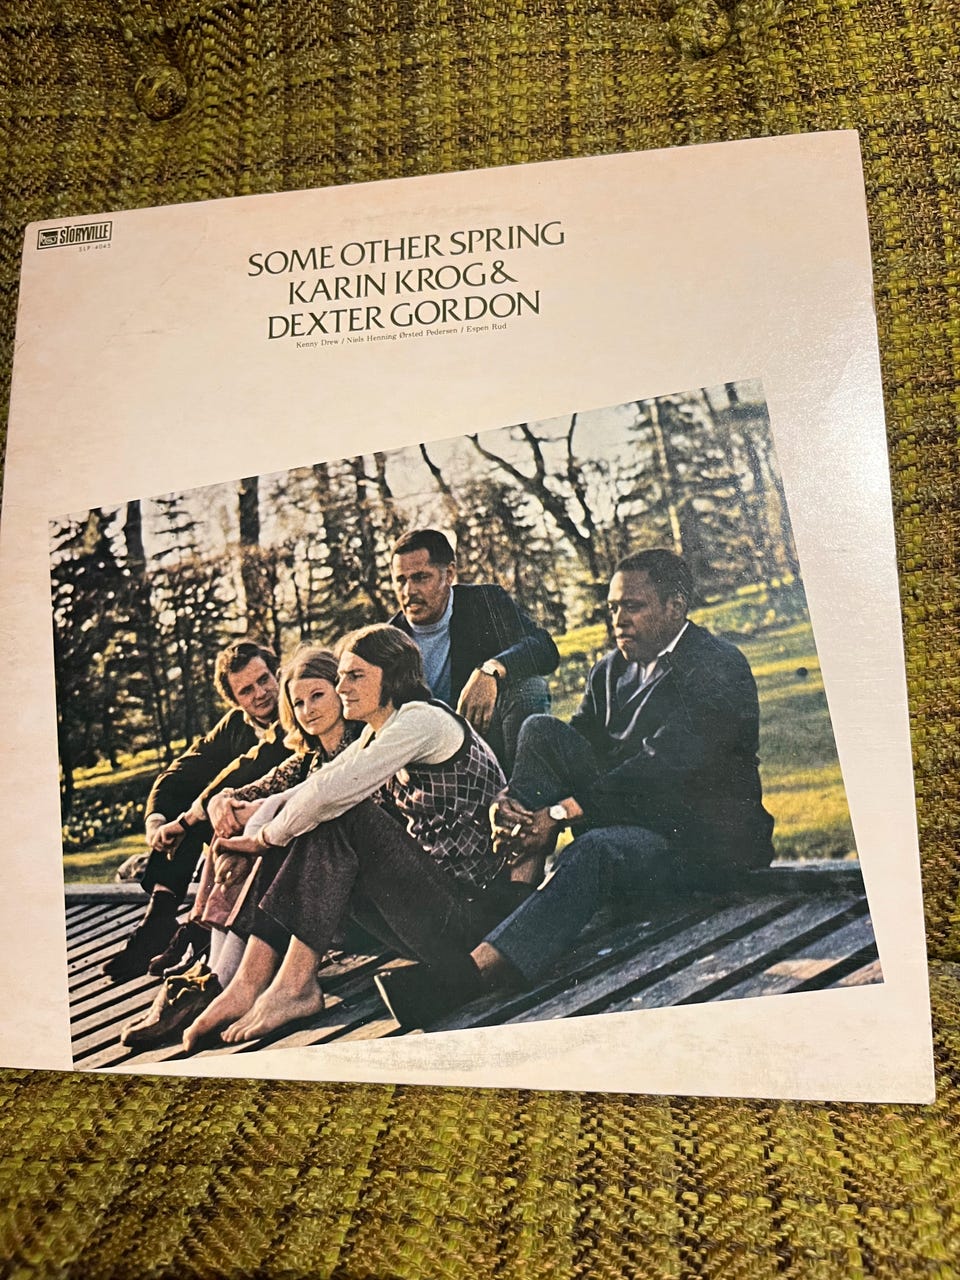 STORYVILLE
SLP-4045
SOME OTHER SPRING
KARIN KROG &
DEXTER GORDON
Kenny Drew / Niels Henning Ørsted Pedersen / Espen Rud